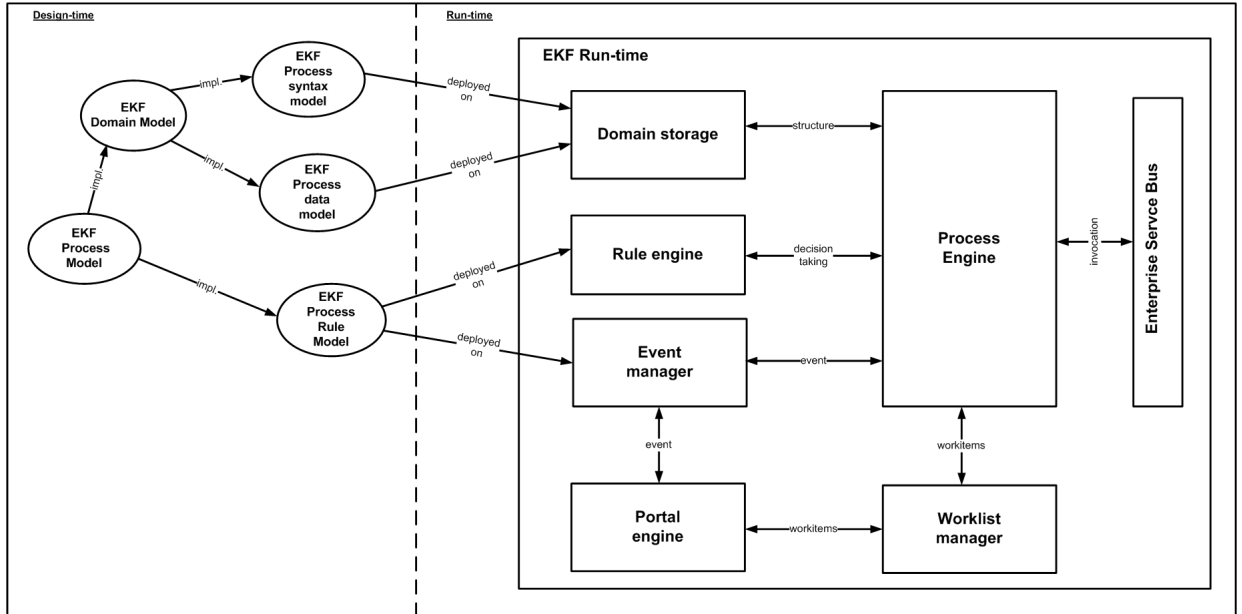 Design-time
Run-time
EKF Run-time
EKF
Process
syntax
model
EKF
Domain Model
EKF
Process
data
model
EKF
Process
Model
EKF
Process
Rule
Model
impl.
impl.
impl.
impl.
deployed
on
deployed
on
deployed
on
deployed
on
Domain storage
structure
Rule engine
decision
taking
Process
Engine
invocation
Enterprise Servce Bus
Event
manager
event
event
workitems
Portal
engine
workitems
Worklist
manager